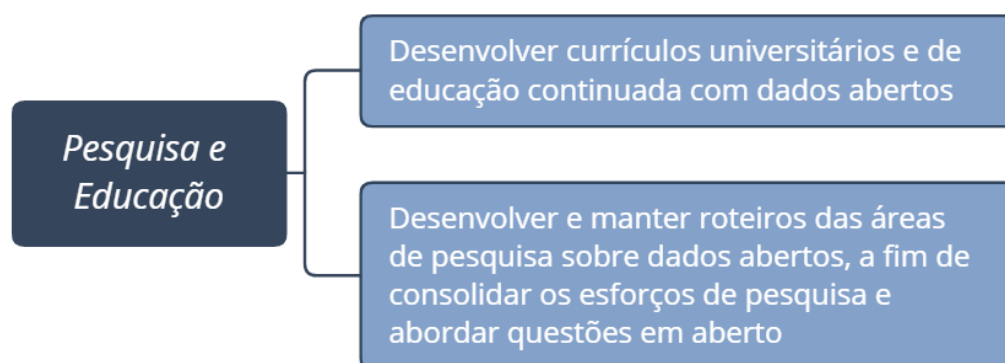 Pesquisa e
Educação
Desenvolver currículos universitários e de
educação continuada com dados abertos
Desenvolver e manter roteiros das áreas
de pesquisa sobre dados abertos, a fim de
consolidar os esforços de pesquisa e
abordar questões em aberto